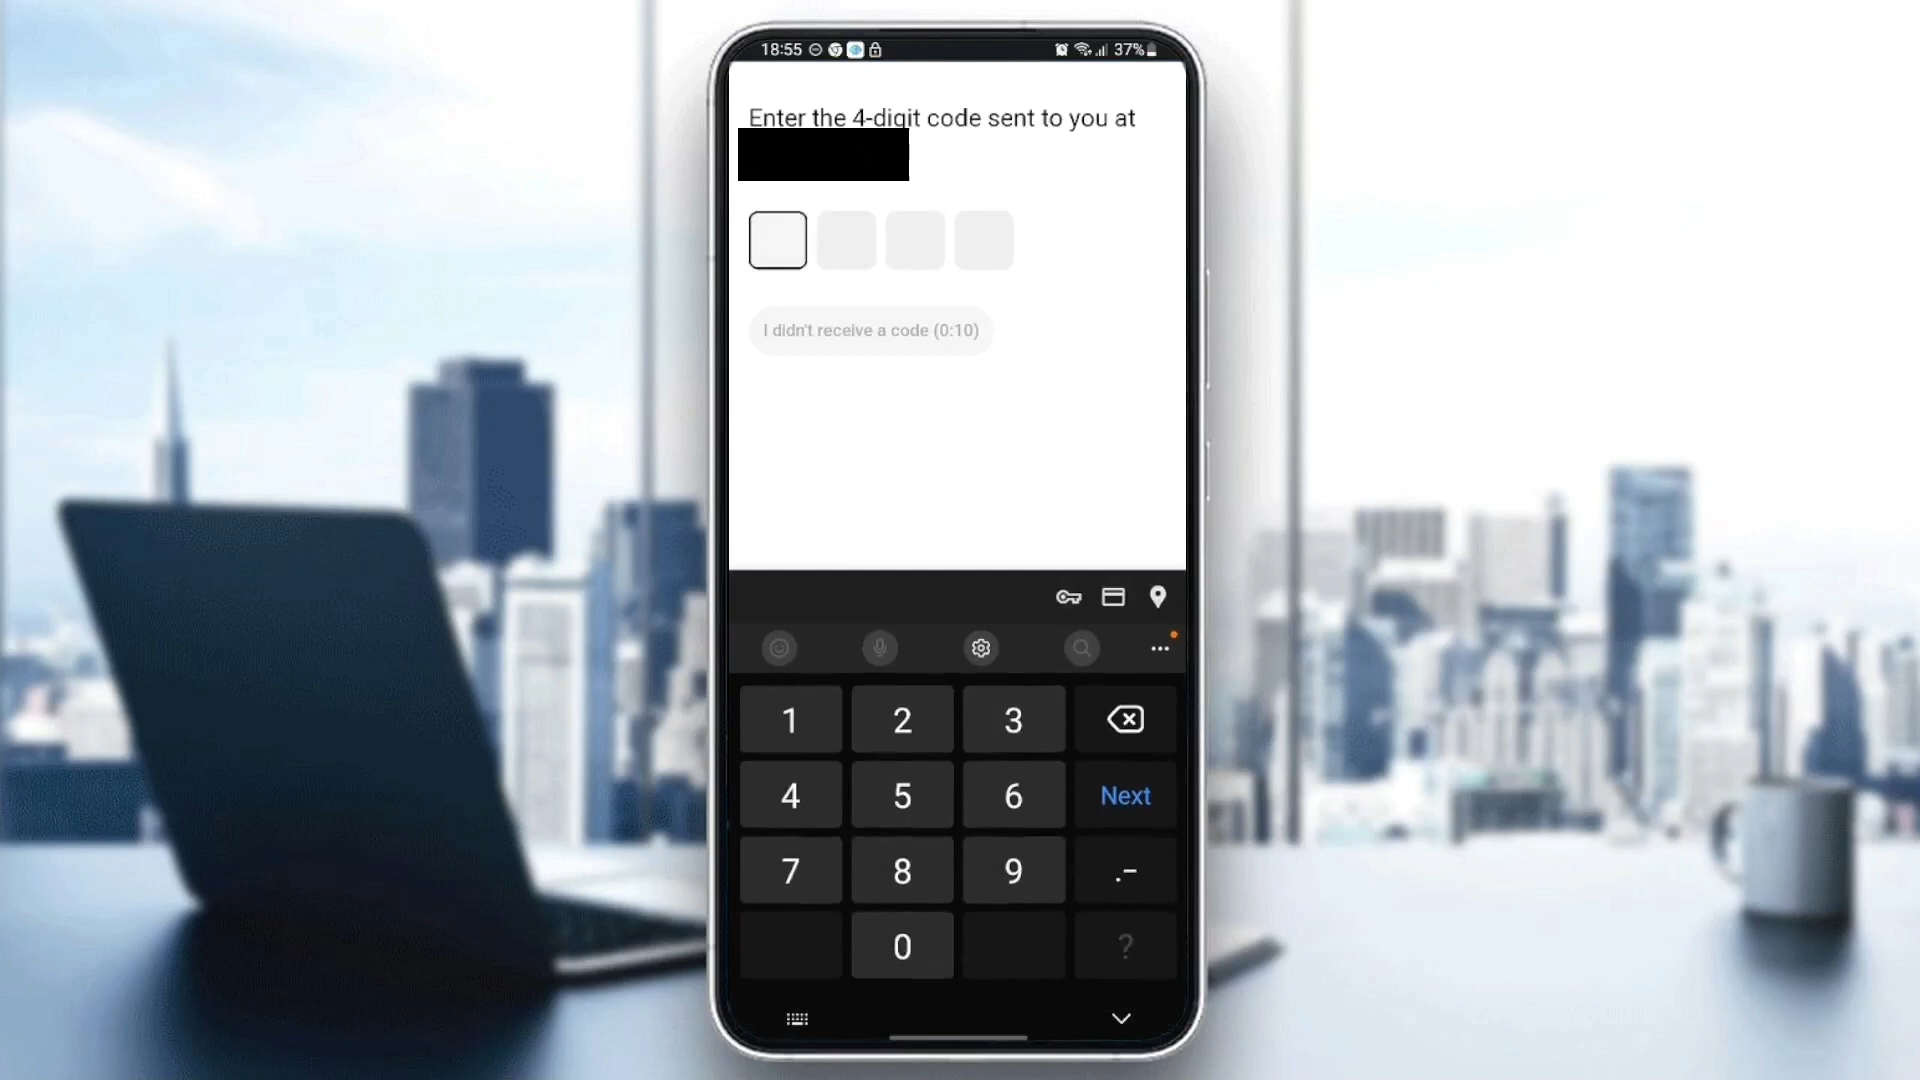 18:55 37%
Enter the 4-digit code sent to you at
I didn't receive a code (0:10)
1 2 3
4 5 6 Next
7 8 9 .-
0 ?